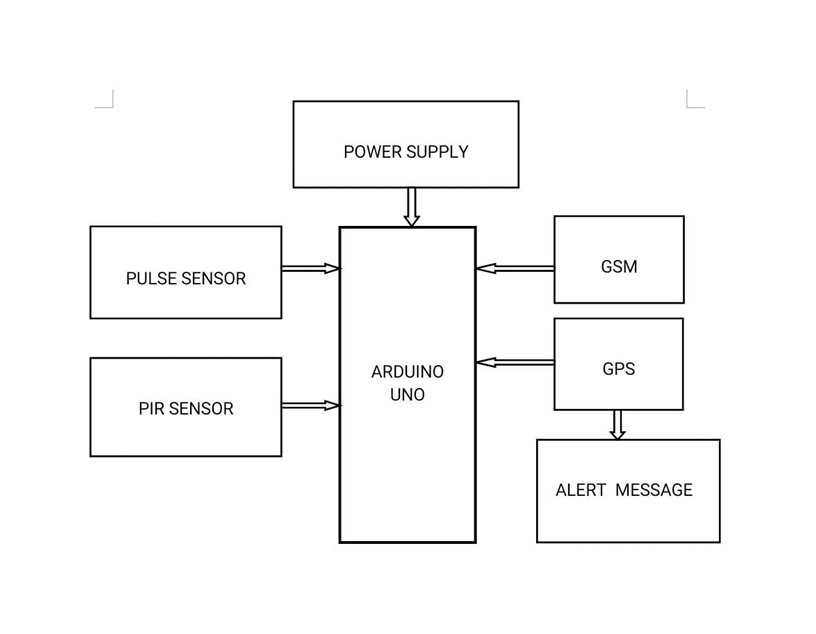 POWER SUPPLY
PULSE SENSOR
GSM
ARDUINO
UNO
GPS
PIR SENSOR
ALERT  MESSAGE